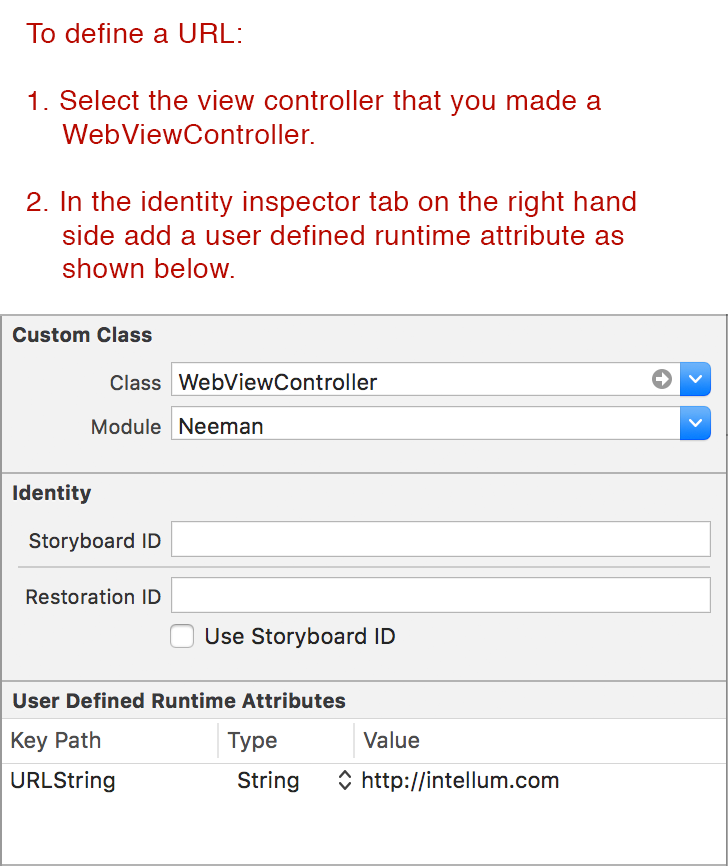 To define a URL:
1. Select the view controller that you made a
WebViewController.
2. In the identity inspector tab on the right hand
side add a user defined runtime attribute as
shown below.
Custom Class
Class WebViewController
Module Neeman
Identity
Storyboard ID
Restoration ID
Use Storyboard ID
User Defined Runtime Attributes
Key Path Type Value
URLString String http://intellum.com